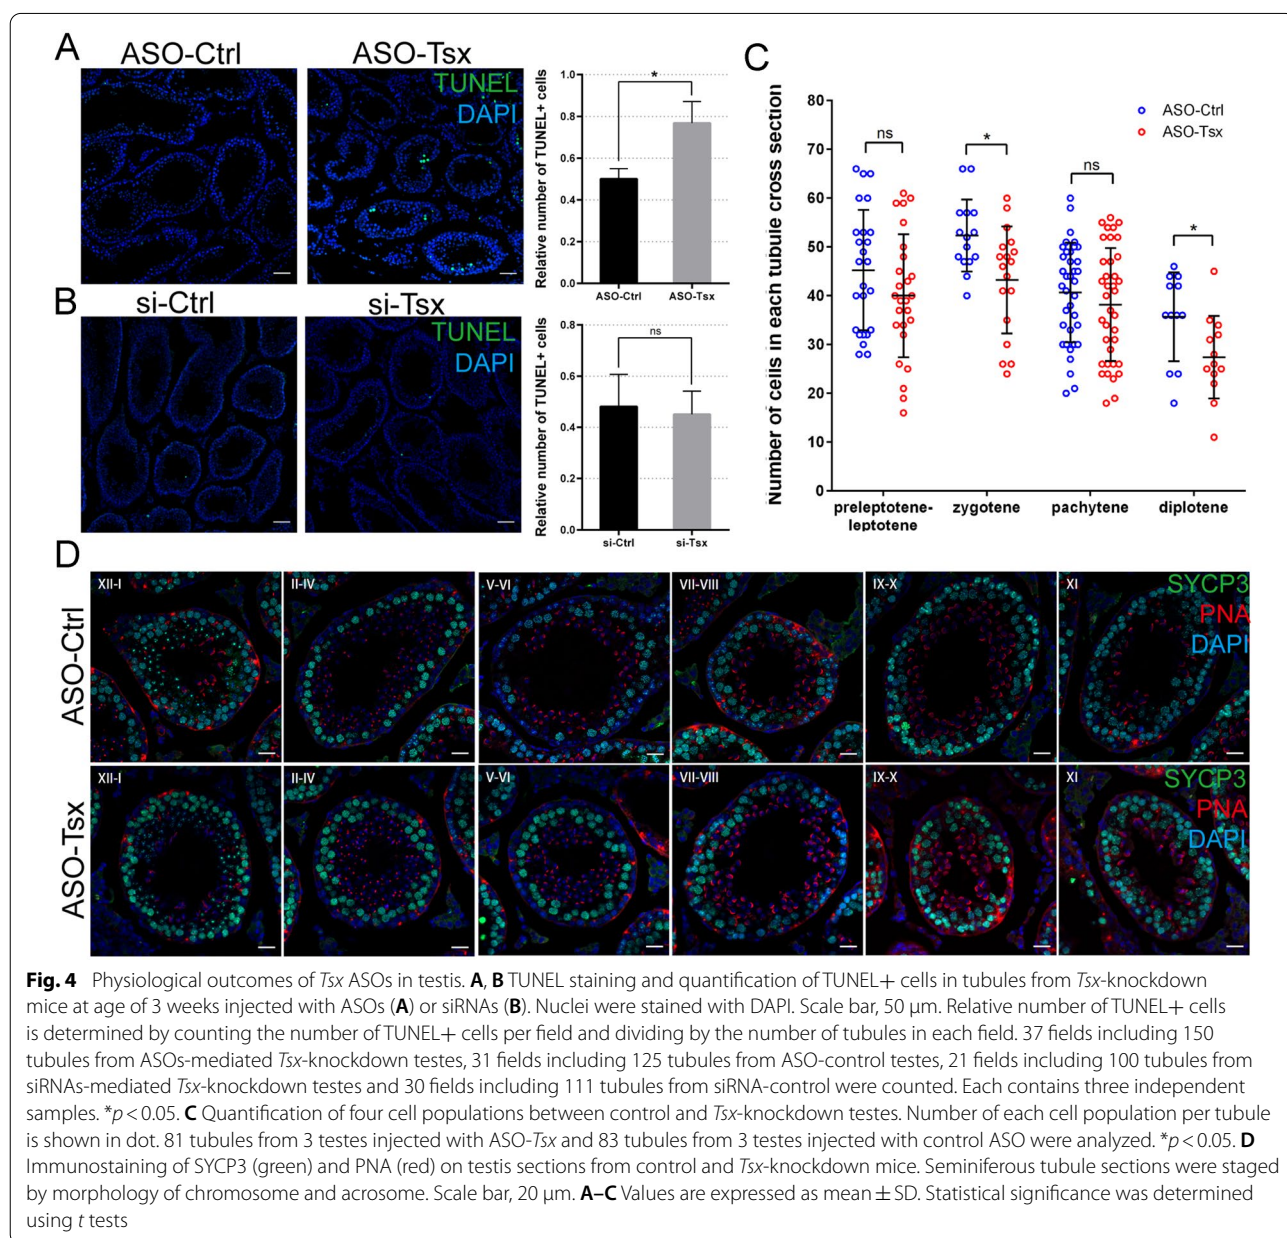 A
ASO-Ctrl
ASO-Tsx
TUNEL
DAPI
Relative number of TUNEL+ cells
1.0
0.8
0.6
0.4
0.2
0.0
*
ASO-Ctrl
ASO-Tsx
B
si-Ctrl
si-Tsx
TUNEL
DAPI
Relative number of TUNEL+ cells
0.8
0.6
0.4
0.2
0.0
ns
si-Ctrl
si-Tsx
C
Number of cells in each tubule cross section
80
70
60
50
40
30
20
10
0
ASO-Ctrl
ASO-Tsx
ns
*
ns
*
preleptotene-
leptotene
zygotene
pachytene
diplotene
D
ASO-Ctrl
XII-I
II-IV
V-VI
VII-VIII
IX-X
XI
SYCP3
PNA
DAPI
ASO-Tsx
XII-I
II-IV
V-VI
VII-VIII
IX-X
XI
SYCP3
PNA
DAPI
Fig. 4 Physiological outcomes of Tsx ASOs in testis. A, B TUNEL staining and quantification of TUNEL+ cells in tubules from Tsx-knockdown
mice at age of 3 weeks injected with ASOs (A) or siRNAs (B). Nuclei were stained with DAPI. Scale bar, 50 μm. Relative number of TUNEL+ cells
is determined by counting the number of TUNEL+ cells per field and dividing by the number of tubules in each field. 37 fields including 150
tubules from ASOs-mediated Tsx-knockdown testes, 31 fields including 125 tubules from ASO-control testes, 21 fields including 100 tubules from
siRNAs-mediated Tsx-knockdown testes and 30 fields including 111 tubules from siRNA-control were counted. Each contains three independent
samples. *p < 0.05. C Quantification of four cell populations between control and Tsx-knockdown testes. Number of each cell population per tubule
is shown in dot. 81 tubules from 3 testes injected with ASO-Tsx and 83 tubules from 3 testes injected with control ASO were analyzed. *p < 0.05. D
Immunostaining of SYCP3 (green) and PNA (red) on testis sections from control and Tsx-knockdown mice. Seminiferous tubule sections were staged
by morphology of chromosome and acrosome. Scale bar, 20 μm. A–C Values are expressed as mean ± SD. Statistical significance was determined
using t tests